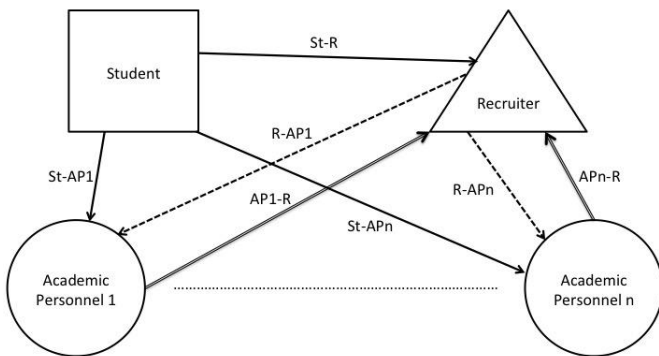 St-R
Student
Recruiter
R-AP1
St-AP1
AP1-R
R-APn
APn-R
St-APn
Academic
Personnel 1
Academic
Personnel n